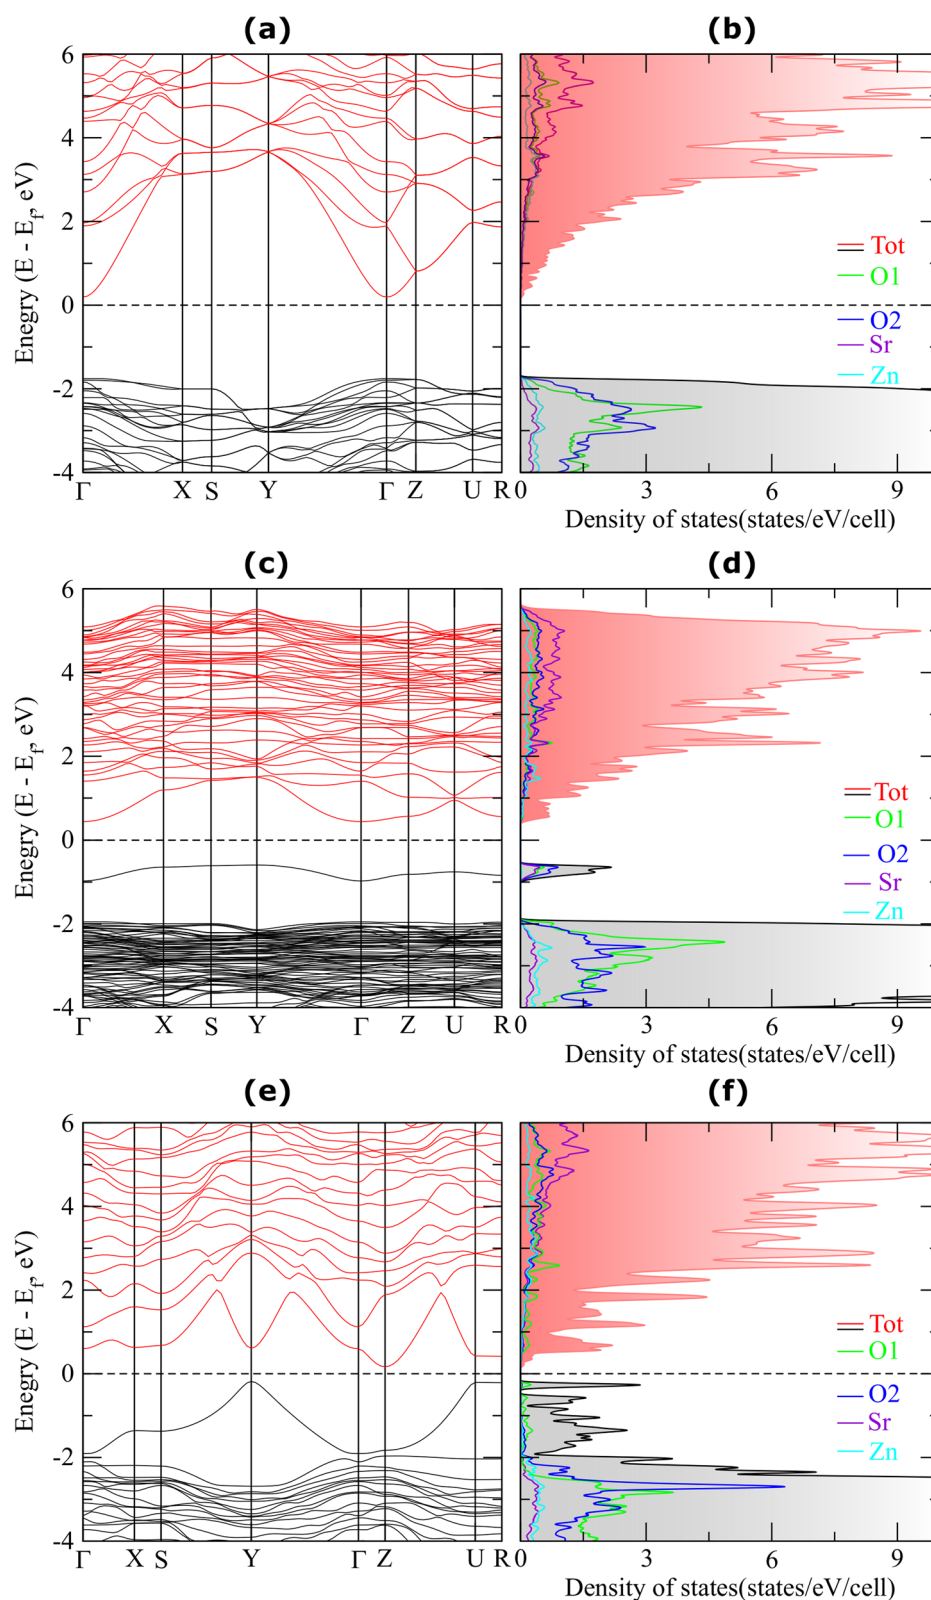 (a)
(b)
6
4
2
0
-2
-4
Enegry (E - E_f, eV)
Γ X S Y Γ Z U R
Tot
O1
O2
Sr
Zn
0 3 6 9
Density of states(states/eV/cell)
(c)
(d)
6
4
2
0
-2
-4
Enegry (E - E_f, eV)
Γ X S Y Γ Z U R
Tot
O1
O2
Sr
Zn
0 3 6 9
Density of states(states/eV/cell)
(e)
(f)
6
4
2
0
-2
-4
Enegry (E - E_f, eV)
Γ X S Y Γ Z U R
Tot
O1
O2
Sr
Zn
0 3 6 9
Density of states(states/eV/cell)